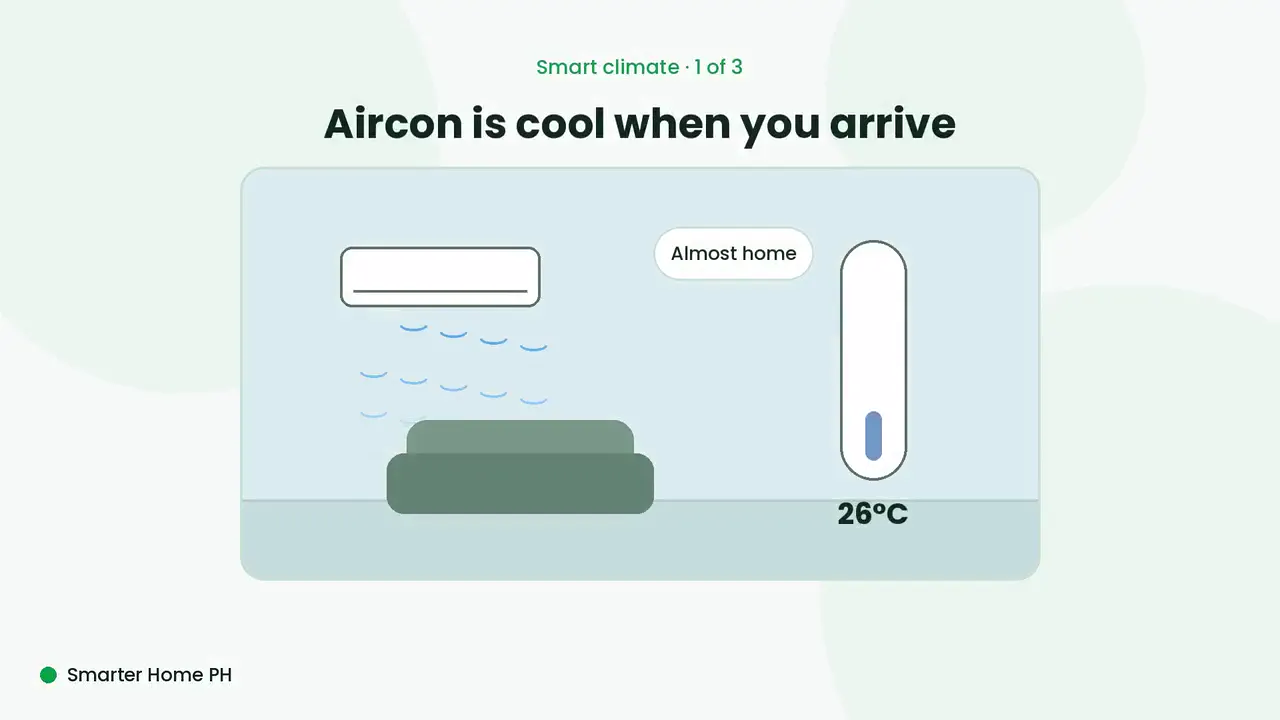 Smart climate · 1 of 3
Aircon is cool when you arrive
Almost home
26°C
Smarter Home PH